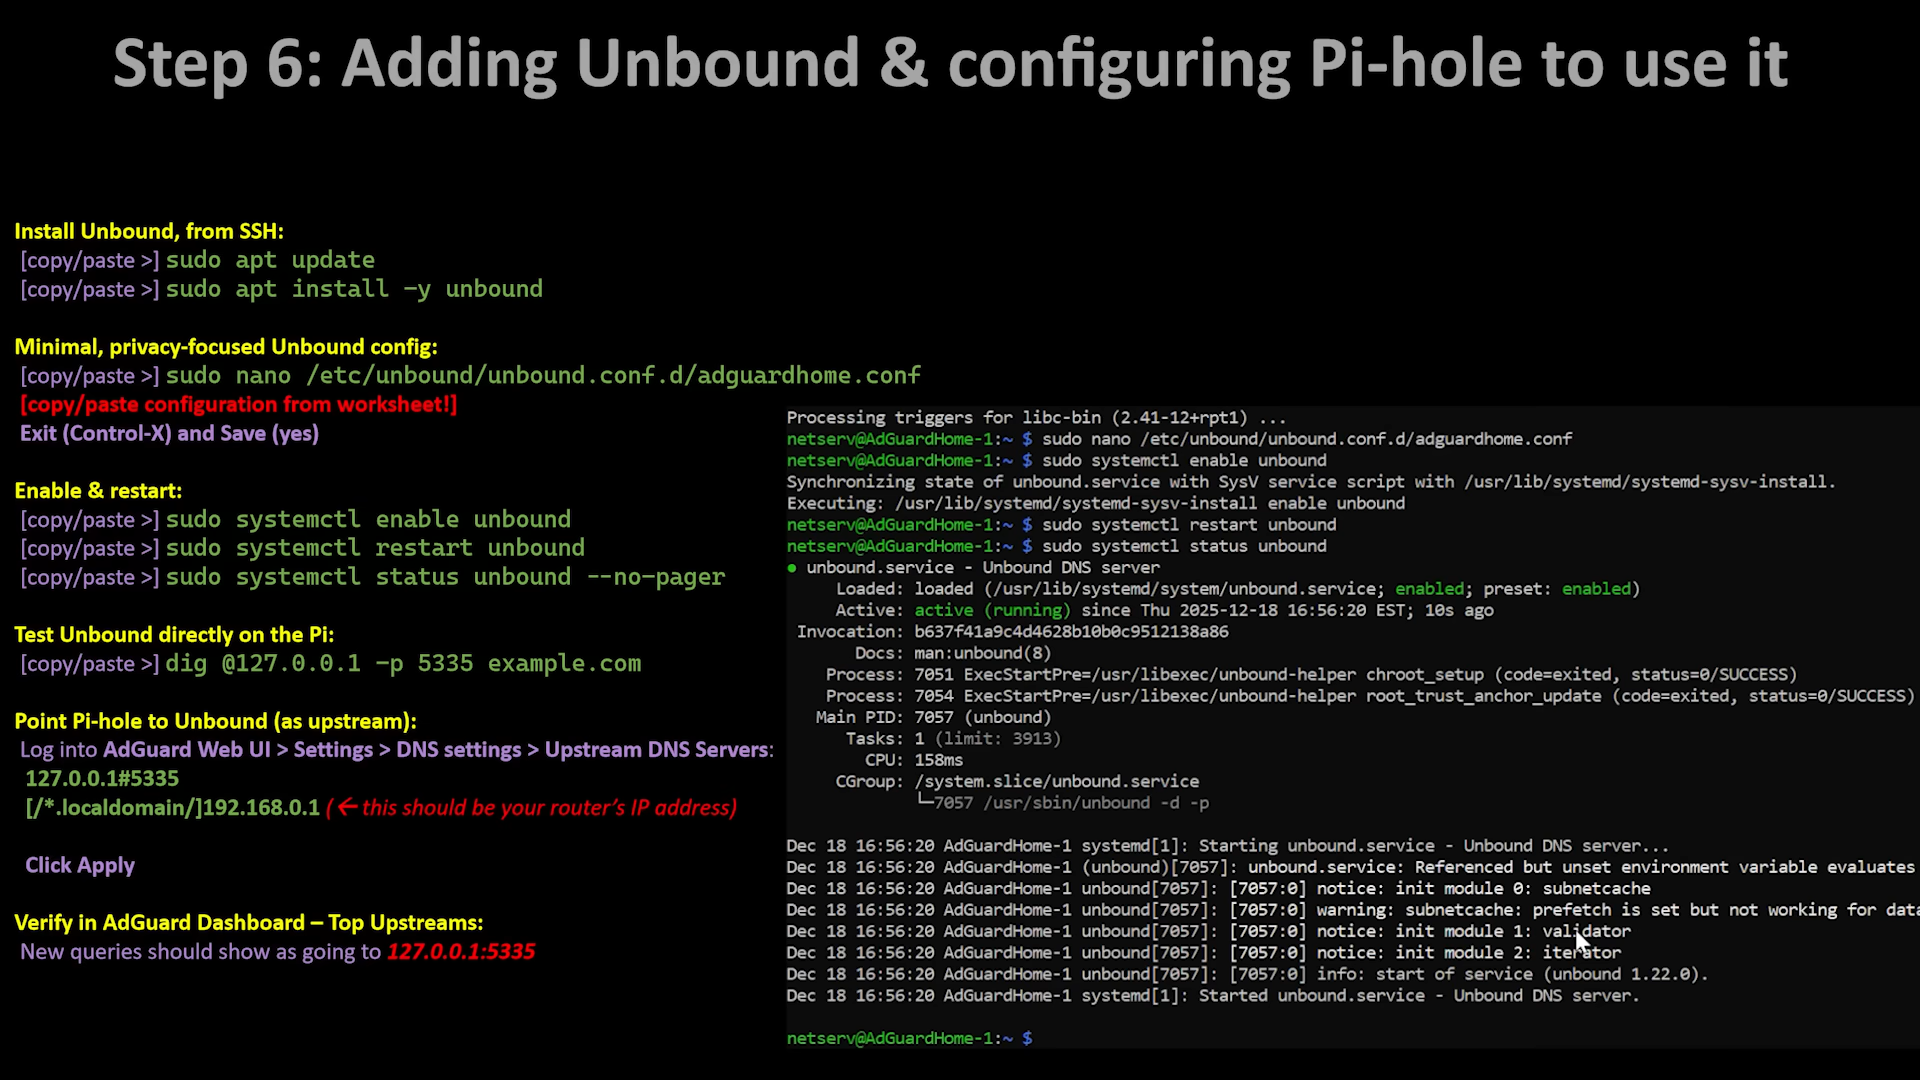 Step 6: Adding Unbound & configuring Pi-hole to use it
Install Unbound, from SSH:
[copy/paste >] sudo apt update
[copy/paste >] sudo apt install -y unbound
Minimal, privacy-focused Unbound config:
[copy/paste >] sudo nano /etc/unbound/unbound.conf.d/adguardhome.conf
[copy/paste configuration from worksheet!]
Exit (Control-X) and Save (yes)
Enable & restart:
[copy/paste >] sudo systemctl enable unbound
[copy/paste >] sudo systemctl restart unbound
[copy/paste >] sudo systemctl status unbound --no-pager
Test Unbound directly on the Pi:
[copy/paste >] dig @127.0.0.1 -p 5335 example.com
Point Pi-hole to Unbound (as upstream):
Log into AdGuard Web UI > Settings > DNS settings > Upstream DNS Servers:
127.0.0.1#5335
[/*.localdomain/]192.168.0.1 (← this should be your router's IP address)
Click Apply
Verify in AdGuard Dashboard – Top Upstreams:
New queries should show as going to 127.0.0.1:5335
Processing triggers for libc-bin (2.41-12+rpt1) ...
netserv@AdGuardHome-1:~ $ sudo nano /etc/unbound/unbound.conf.d/adguardhome.conf
netserv@AdGuardHome-1:~ $ sudo systemctl enable unbound
Synchronizing state of unbound.service with SysV service script with /usr/lib/systemd/systemd-sysv-install.
Executing: /usr/lib/systemd/systemd-sysv-install enable unbound
netserv@AdGuardHome-1:~ $ sudo systemctl restart unbound
netserv@AdGuardHome-1:~ $ sudo systemctl status unbound
● unbound.service - Unbound DNS server
Loaded: loaded (/usr/lib/systemd/system/unbound.service; enabled; preset: enabled)
Active: active (running) since Thu 2025-12-18 16:56:20 EST; 10s ago
Invocation: b637f41a9c4d4628b10b0c9512138a86
Docs: man:unbound(8)
Process: 7051 ExecStartPre=/usr/libexec/unbound-helper chroot_setup (code=exited, status=0/SUCCESS)
Process: 7054 ExecStartPre=/usr/libexec/unbound-helper root_trust_anchor_update (code=exited, status=0/SUCCESS)
Main PID: 7057 (unbound)
Tasks: 1 (limit: 3913)
CPU: 158ms
CGroup: /system.slice/unbound.service
└─7057 /usr/sbin/unbound -d -p
Dec 18 16:56:20 AdGuardHome-1 systemd[1]: Starting unbound.service - Unbound DNS server...
Dec 18 16:56:20 AdGuardHome-1 (unbound)[7057]: unbound.service: Referenced but unset environment variable evaluates
Dec 18 16:56:20 AdGuardHome-1 unbound[7057]: [7057:0] notice: init module 0: subnetcache
Dec 18 16:56:20 AdGuardHome-1 unbound[7057]: [7057:0] warning: subnetcache: prefetch is set but not working for data
Dec 18 16:56:20 AdGuardHome-1 unbound[7057]: [7057:0] notice: init module 1: validator
Dec 18 16:56:20 AdGuardHome-1 unbound[7057]: [7057:0] notice: init module 2: iterator
Dec 18 16:56:20 AdGuardHome-1 unbound[7057]: [7057:0] info: start of service (unbound 1.22.0).
Dec 18 16:56:20 AdGuardHome-1 systemd[1]: Started unbound.service - Unbound DNS server.
netserv@AdGuardHome-1:~ $